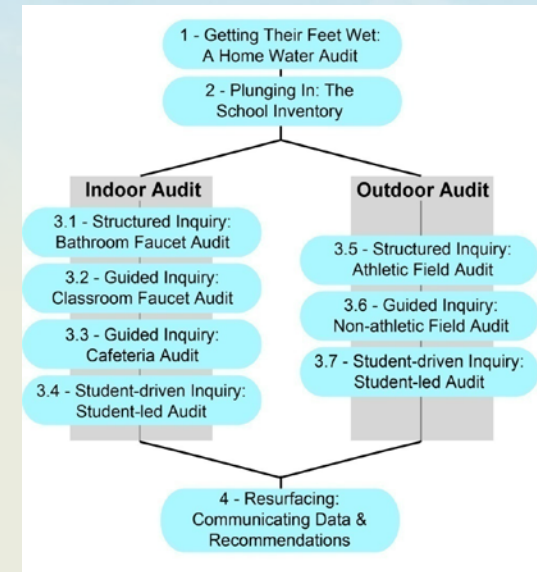 1 - Getting Their Feet Wet:
A Home Water Audit
2 - Plunging In: The
School Inventory
Indoor Audit
3.1 - Structured Inquiry:
Bathroom Faucet Audit
3.2 - Guided Inquiry:
Classroom Faucet Audit
3.3 - Guided Inquiry:
Cafeteria Audit
3.4 - Student-driven Inquiry:
Student-led Audit
Outdoor Audit
3.5 - Structured Inquiry:
Athletic Field Audit
3.6 - Guided Inquiry:
Non-athletic Field Audit
3.7 - Student-driven Inquiry:
Student-led Audit
4 - Resurfacing:
Communicating Data &
Recommendations